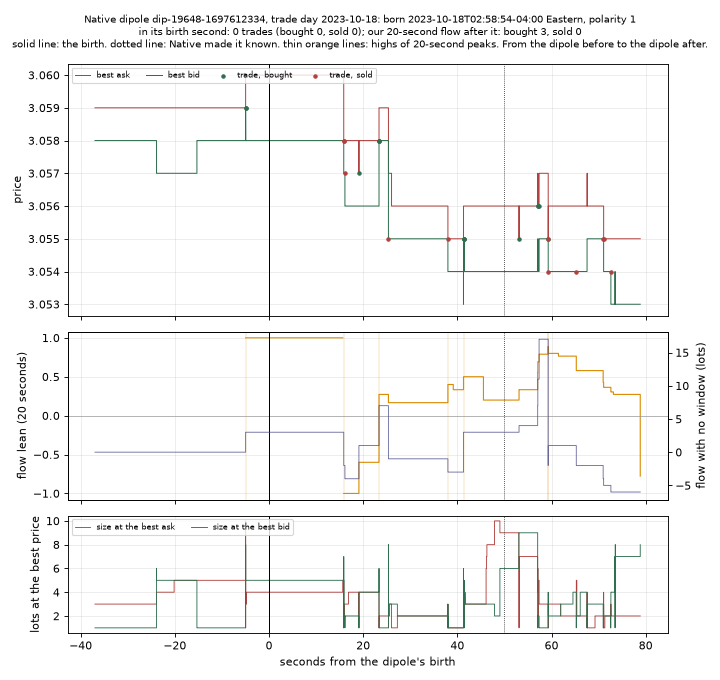 Native dipole dip-19648-1697612334, trade day 2023-10-18: born 2023-10-18T02:58:54-04:00 Eastern, polarity 1
in its birth second: 0 trades (bought 0, sold 0); our 20-second flow after it: bought 3, sold 0
solid line: the birth. dotted line: Native made it known. thin orange lines: highs of 20-second peaks. From the dipole before to the dipole after.
best ask best bid trade, bought trade, sold
3.060
3.059
3.058
3.057
3.056
3.055
3.054
3.053
price
1.0
0.5
0.0
−0.5
−1.0
flow lean (20 seconds)
15
10
5
0
−5
flow with no window (lots)
size at the best ask size at the best bid
10
8
6
4
2
lots at the best price
−40 −20 0 20 40 60 80
seconds from the dipole's birth